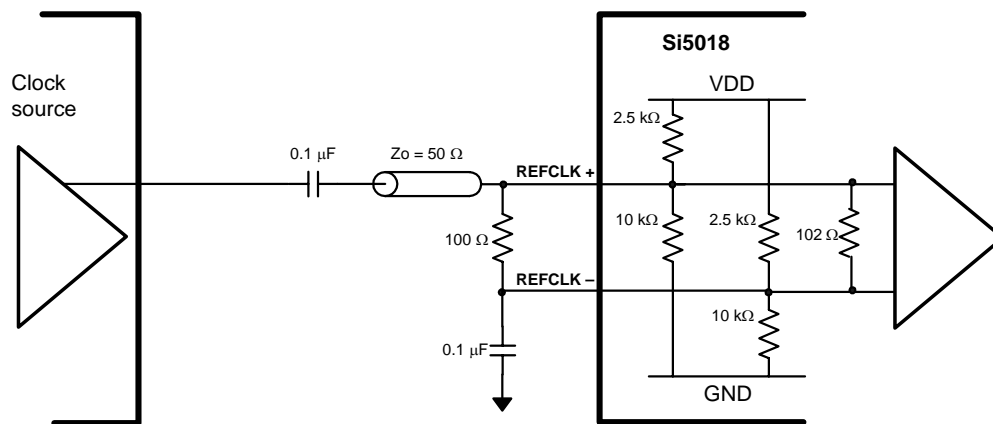 Si5018
Clock
source
VDD
2.5 kΩ
0.1 μF
Zo = 50 Ω
REFCLK +
10 kΩ
2.5 kΩ
102 Ω
100 Ω
REFCLK –
10 kΩ
0.1 μF
GND